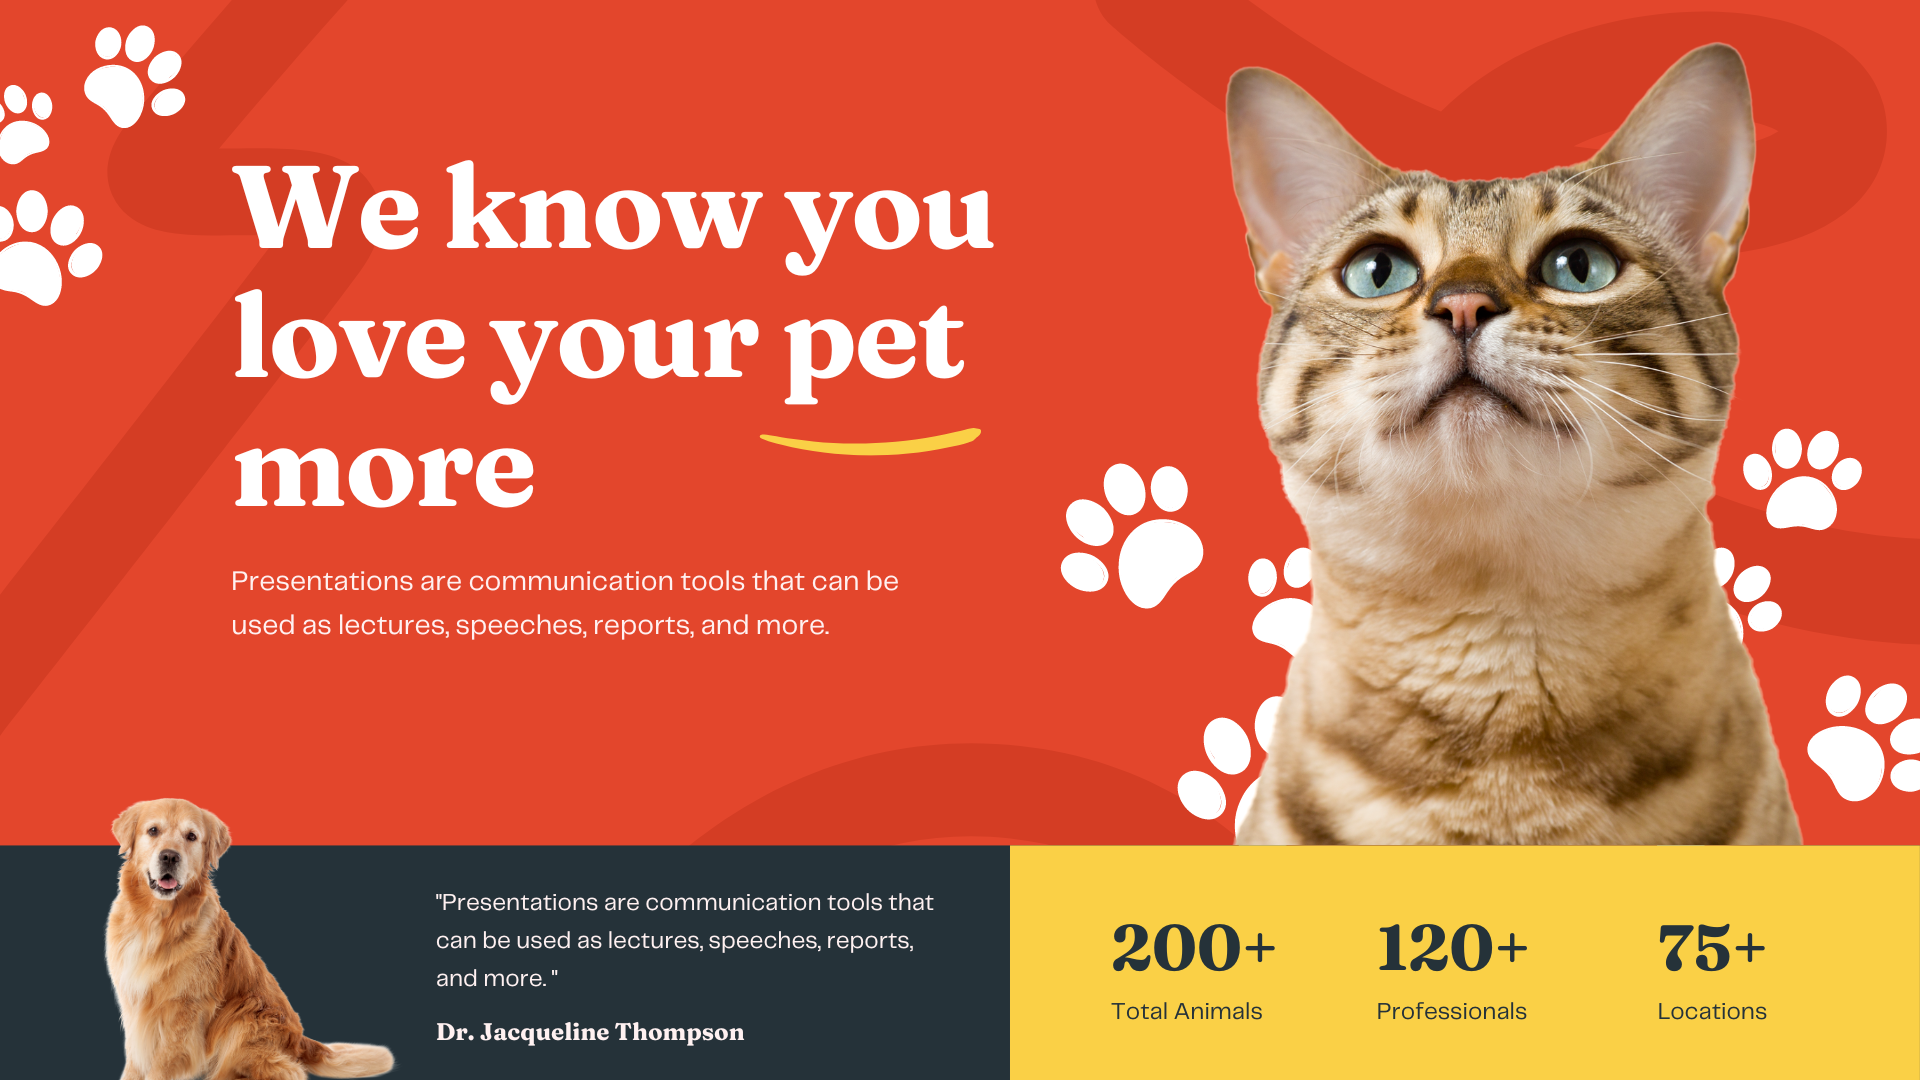 We know you
love your pet
more
Presentations are communication tools that can be
used as lectures, speeches, reports, and more.
"Presentations are communication tools that
can be used as lectures, speeches, reports,
and more. "
Dr. Jacqueline Thompson
200+
Total Animals
120+
Professionals
75+
Locations